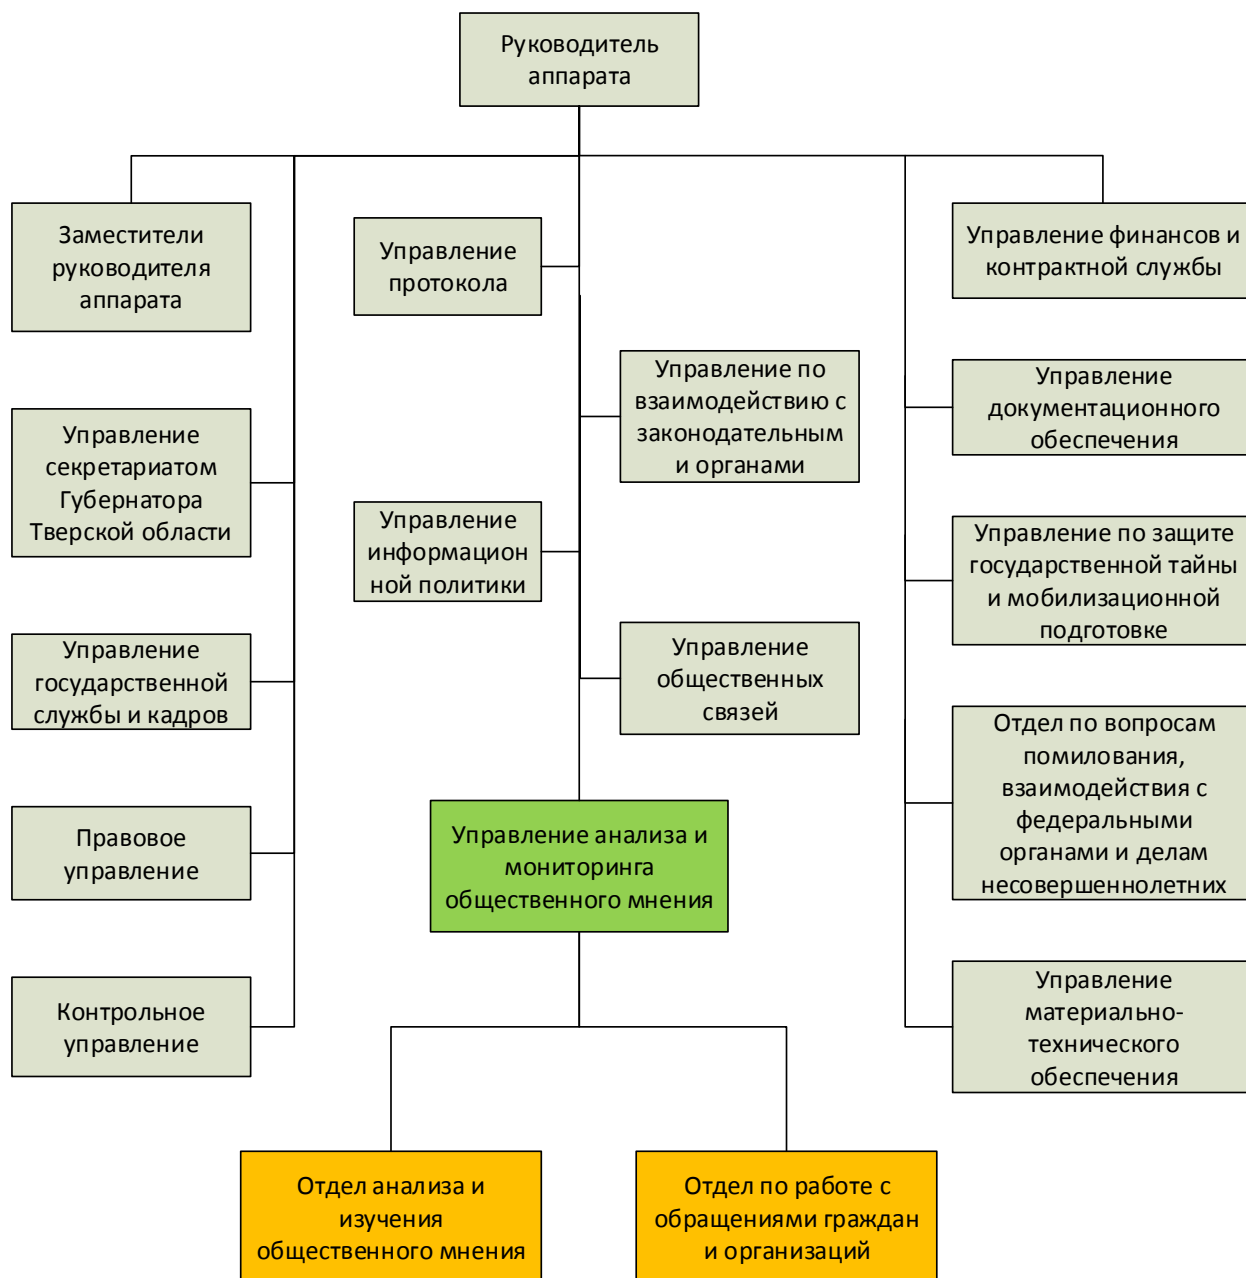 Руководитель
аппарата
Заместители
руководителя
аппарата
Управление
протокола
Управление финансов и
контрактной службы
Управление по
взаимодействию с
законодательным
и органами
Управление
документационного
обеспечения
Управление
секретариатом
Губернатора
Тверской области
Управление
информацион
ной политики
Управление по защите
государственной тайны
и мобилизационной
подготовке
Управление
государственной
службы и кадров
Управление
общественных
связей
Отдел по вопросам
помилования,
взаимодействия с
федеральными
органами и делам
несовершеннолетних
Правовое
управление
Управление анализа и
мониторинга
общественного мнения
Контрольное
управление
Управление
материально-
технического
обеспечения
Отдел анализа и
изучения
общественного мнения
Отдел по работе с
обращениями граждан
и организаций